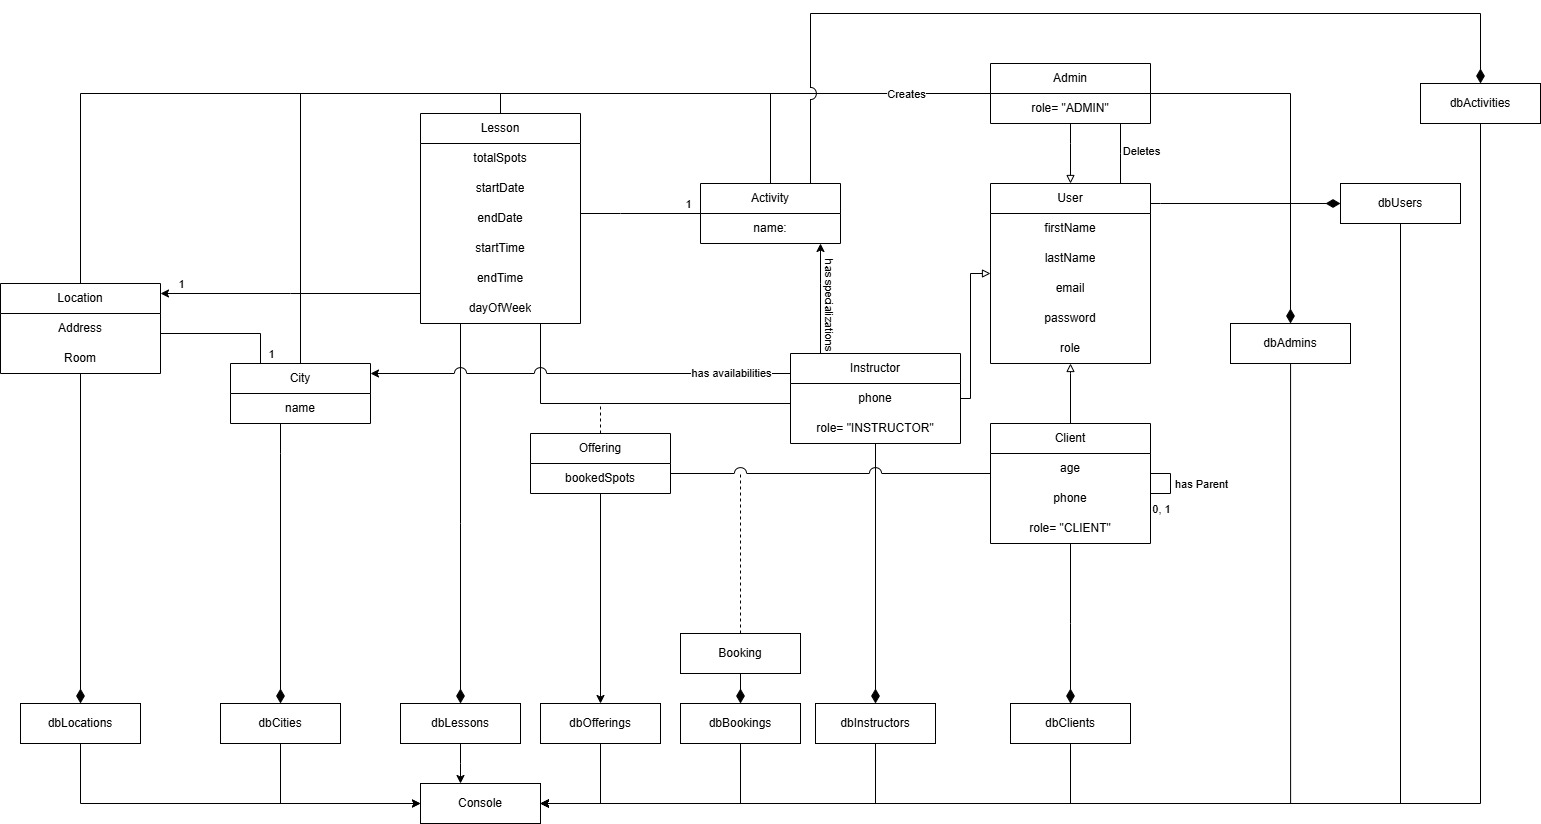 Admin
role= "ADMIN"
Creates
dbActivities
Lesson
totalSpots
startDate
endDate
startTime
endTime
dayOfWeek
Deletes
1
Activity
name:
User
firstName
lastName
email
password
role
dbUsers
has specializations
1
Location
Address
Room
1
City
name
has availabilities
Instructor
phone
role= "INSTRUCTOR"
dbAdmins
Offering
bookedSpots
Client
age
phone
role= "CLIENT"
has Parent
0, 1
Booking
dbLocations
dbCities
dbLessons
dbOfferings
dbBookings
dbInstructors
dbClients
Console